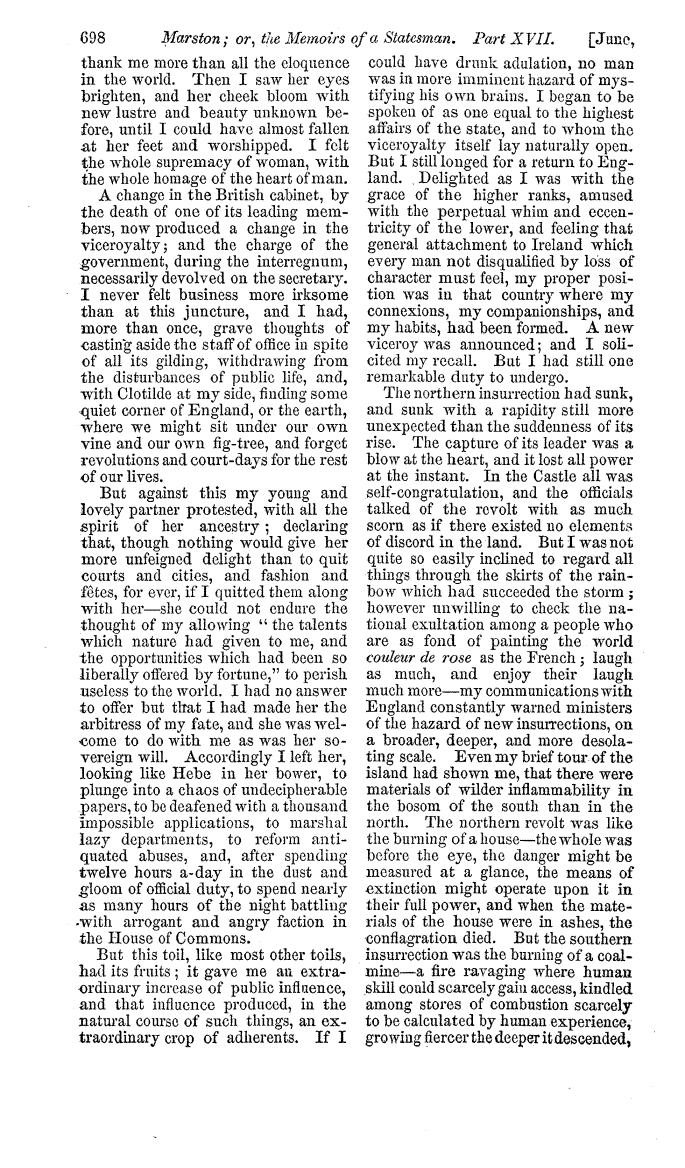 698 Marston; or, the Memoirs of a Statesman. Part XVII. [June,
thank me more than all the eloquence
in the world. Then I saw her eyes
brighten, and her cheek bloom with
new lustre and beauty unknown be-
fore, until I could have almost fallen
at her feet and worshipped. I felt
the whole supremacy of woman, with
the whole homage of the heart of man.
A change in the British cabinet, by
the death of one of its leading mem-
bers, now produced a change in the
viceroyalty; and the charge of the
government, during the interregnum,
necessarily devolved on the secretary.
I never felt business more irksome
than at this juncture, and I had,
more than once, grave thoughts of
casting aside the staff of office in spite
of all its gilding, withdrawing from
the disturbances of public life, and,
with Clotilde at my side, finding some
quiet corner of England, or the earth,
where we might sit under our own
vine and our own fig-tree, and forget
revolutions and court-days for the rest
of our lives.
But against this my young and
lovely partner protested, with all the
spirit of her ancestry; declaring
that, though nothing would give her
more unfeigned delight than to quit
courts and cities, and fashion and
fêtes, for ever, if I quitted them along
with her—she could not endure the
thought of my allowing "the talents
which nature had given to me, and
the opportunities which had been so
liberally offered by fortune," to perish
useless to the world. I had no answer
to offer but that I had made her the
arbitress of my fate, and she was wel-
come to do with me as was her so-
vereign will. Accordingly I left her,
looking like Hebe in her bower, to
plunge into a chaos of undecipherable
papers, to be deafened with a thousand
impossible applications, to marshal
lazy departments, to reform anti-
quated abuses, and, after spending
twelve hours a-day in the dust and
gloom of official duty, to spend nearly
as many hours of the night battling
with arrogant and angry faction in
the House of Commons.
But this toil, like most other toils,
had its fruits; it gave me an extra-
ordinary increase of public influence,
and that influence produced, in the
natural course of such things, an ex-
traordinary crop of adherents. If I
could have drunk adulation, no man
was in more imminent hazard of mys-
tifying his own brains. I began to be
spoken of as one equal to the highest
affairs of the state, and to whom the
viceroyalty itself lay naturally open.
But I still longed for a return to Eng-
land. Delighted as I was with the
grace of the higher ranks, amused
with the perpetual whim and eccen-
tricity of the lower, and feeling that
general attachment to Ireland which
every man not disqualified by loss of
character must feel, my proper posi-
tion was in that country where my
connexions, my companionships, and
my habits, had been formed. A new
viceroy was announced; and I soli-
cited my recall. But I had still one
remarkable duty to undergo.
The northern insurrection had sunk,
and sunk with a rapidity still more
unexpected than the suddenness of its
rise. The capture of its leader was a
blow at the heart, and it lost all power
at the instant. In the Castle all was
self-congratulation, and the officials
talked of the revolt with as much
scorn as if there existed no elements
of discord in the land. But I was not
quite so easily inclined to regard all
things through the skirts of the rain-
bow which had succeeded the storm;
however unwilling to check the na-
tional exultation among a people who
are as fond of painting the world
couleur de rose as the French; laugh
as much, and enjoy their laugh
much more—my communications with
England constantly warned ministers
of the hazard of new insurrections, on
a broader, deeper, and more desola-
ting scale. Even my brief tour of the
island had shown me, that there were
materials of wilder inflammability in
the bosom of the south than in the
north. The northern revolt was like
the burning of a house—the whole was
before the eye, the danger might be
measured at a glance, the means of
extinction might operate upon it in
their full power, and when the mate-
rials of the house were in ashes, the
conflagration died. But the southern
insurrection was the burning of a coal-
mine—a fire ravaging where human
skill could scarcely gain access, kindled
among stores of combustion scarcely
to be calculated by human experience,
growing fiercer the deeper it descended,